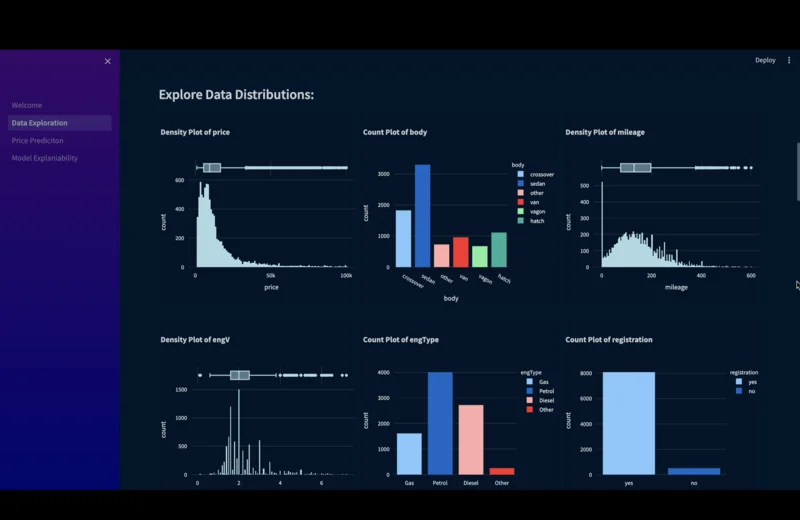 Deploy
Welcome
Data Exploration
Price Prediciton
Model Explaniability
Explore Data Distributions:
Density Plot of price
600
400
200
0
count
0 50k 100k
price
Count Plot of body
3000
2000
1000
0
count
crossover sedan other van vagon hatch
body
body
crossover
sedan
other
van
vagon
hatch
Density Plot of mileage
500
400
300
200
100
0
count
0 200 400 600
mileage
Density Plot of engV
1500
1000
500
0
count
0 2 4 6
Count Plot of engType
4000
3000
2000
1000
0
count
Gas Petrol Diesel Other
engType
Gas
Petrol
Diesel
Other
Count Plot of registration
8000
6000
4000
2000
0
count
yes no
registration
yes
no